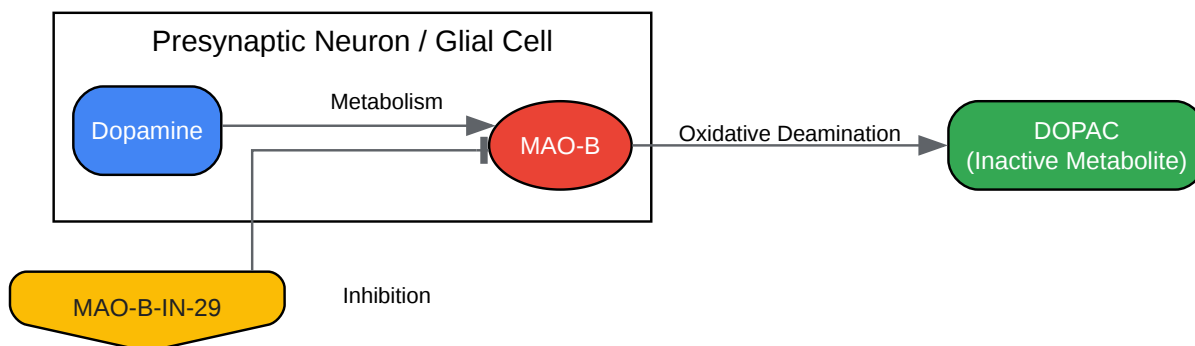 Presynaptic Neuron / Glial Cell
Metabolism
Dopamine
MAO-B
Oxidative Deamination
DOPAC
(Inactive Metabolite)
MAO-B-IN-29
Inhibition